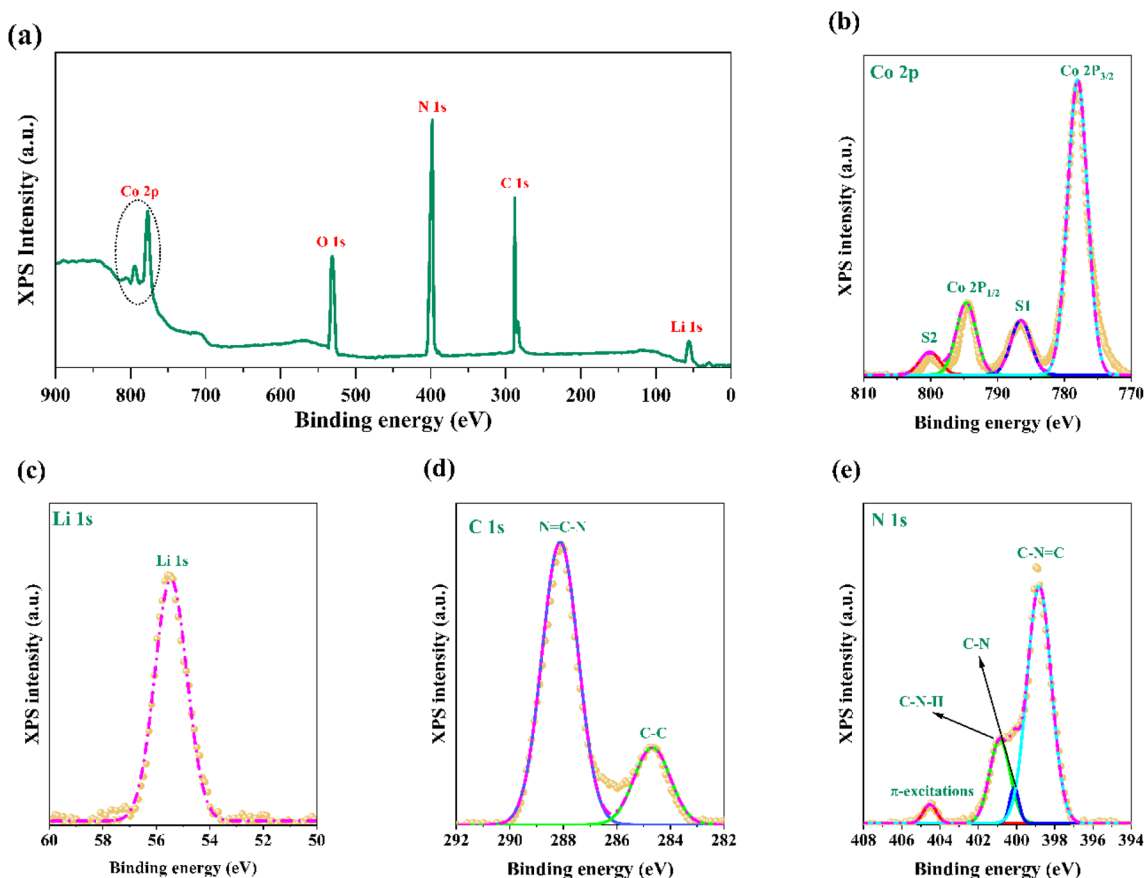 (a)
XPS Intensity (a.u.)
Co 2p
O 1s
N 1s
C 1s
Li 1s
900 800 700 600 500 400 300 200 100 0
Binding energy (eV)
(b)
Co 2p
XPS intensity (a.u.)
S2
Co 2P1/2
S1
Co 2P3/2
810 800 790 780 770
Binding energy (eV)
(c)
Li 1s
XPS intensity (a.u.)
Li 1s
60 58 56 54 52 50
Binding energy (eV)
(d)
C 1s
XPS intensity (a.u.)
N=C-N
C-C
292 290 288 286 284 282
Binding energy (eV)
(e)
N 1s
XPS intensity (a.u.)
C-N=C
C-N
C-N-H
π-excitations
408 406 404 402 400 398 396 394
Binding energy (eV)